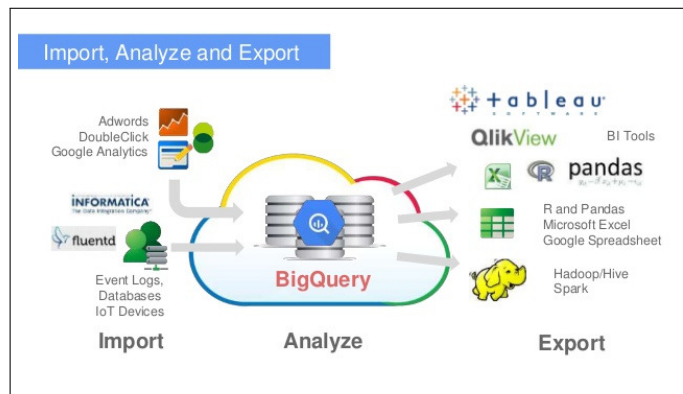 Import, Analyze and Export
Adwords
DoubleClick
Google Analytics
INFORMATICA
The Data Integration Company
fluentd
Event Logs,
Databases
IoT Devices
Import
BigQuery
Analyze
tableau
SOFTWARE
QlikView
BI Tools
R
pandas
R and Pandas
Microsoft Excel
Google Spreadsheet
Hadoop/Hive
Spark
Export